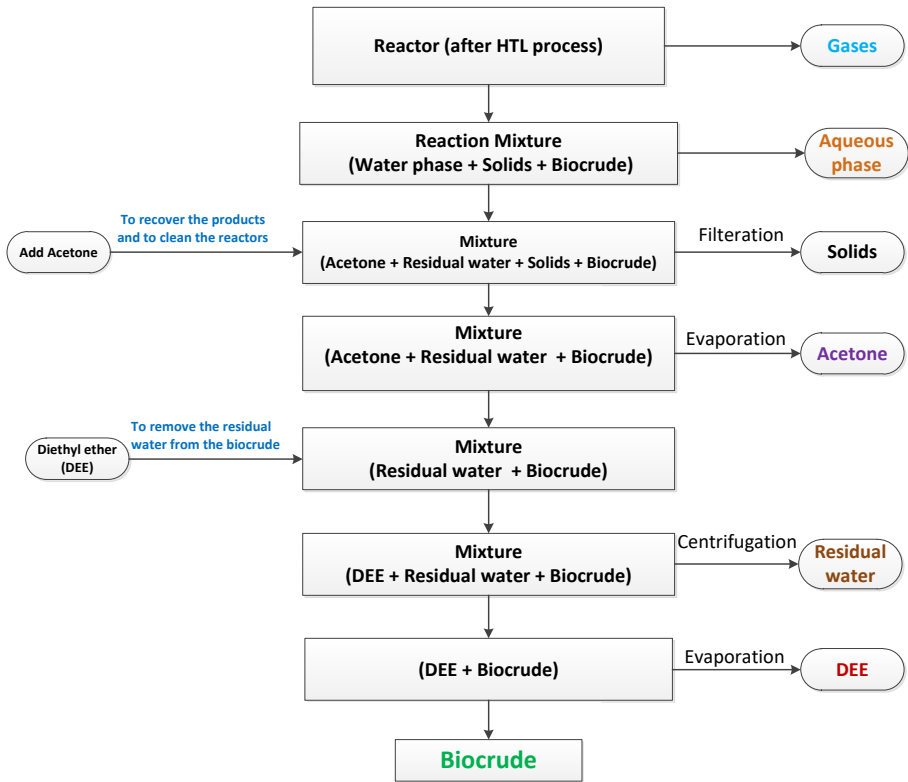 Reactor (after HTL process)
Gases
Reaction Mixture
(Water phase + Solids + Biocrude)
Aqueous
phase
Add Acetone
To recover the products
and to clean the reactors
Mixture
(Acetone + Residual water + Solids + Biocrude)
Filteration
Solids
Mixture
(Acetone + Residual water + Biocrude)
Evaporation
Acetone
Diethyl ether
(DEE)
To remove the residual
water from the biocrude
Mixture
(Residual water + Biocrude)
Mixture
(DEE + Residual water + Biocrude)
Centrifugation
Residual
water
(DEE + Biocrude)
Evaporation
DEE
Biocrude